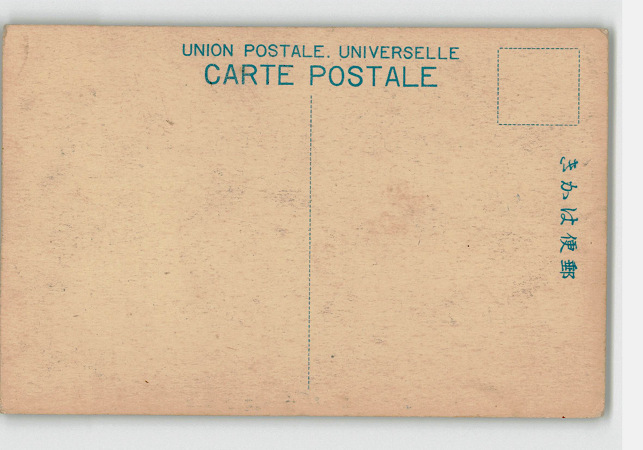 UNION POSTALE. UNIVERSELLE
CARTE POSTALE
きかは便郵